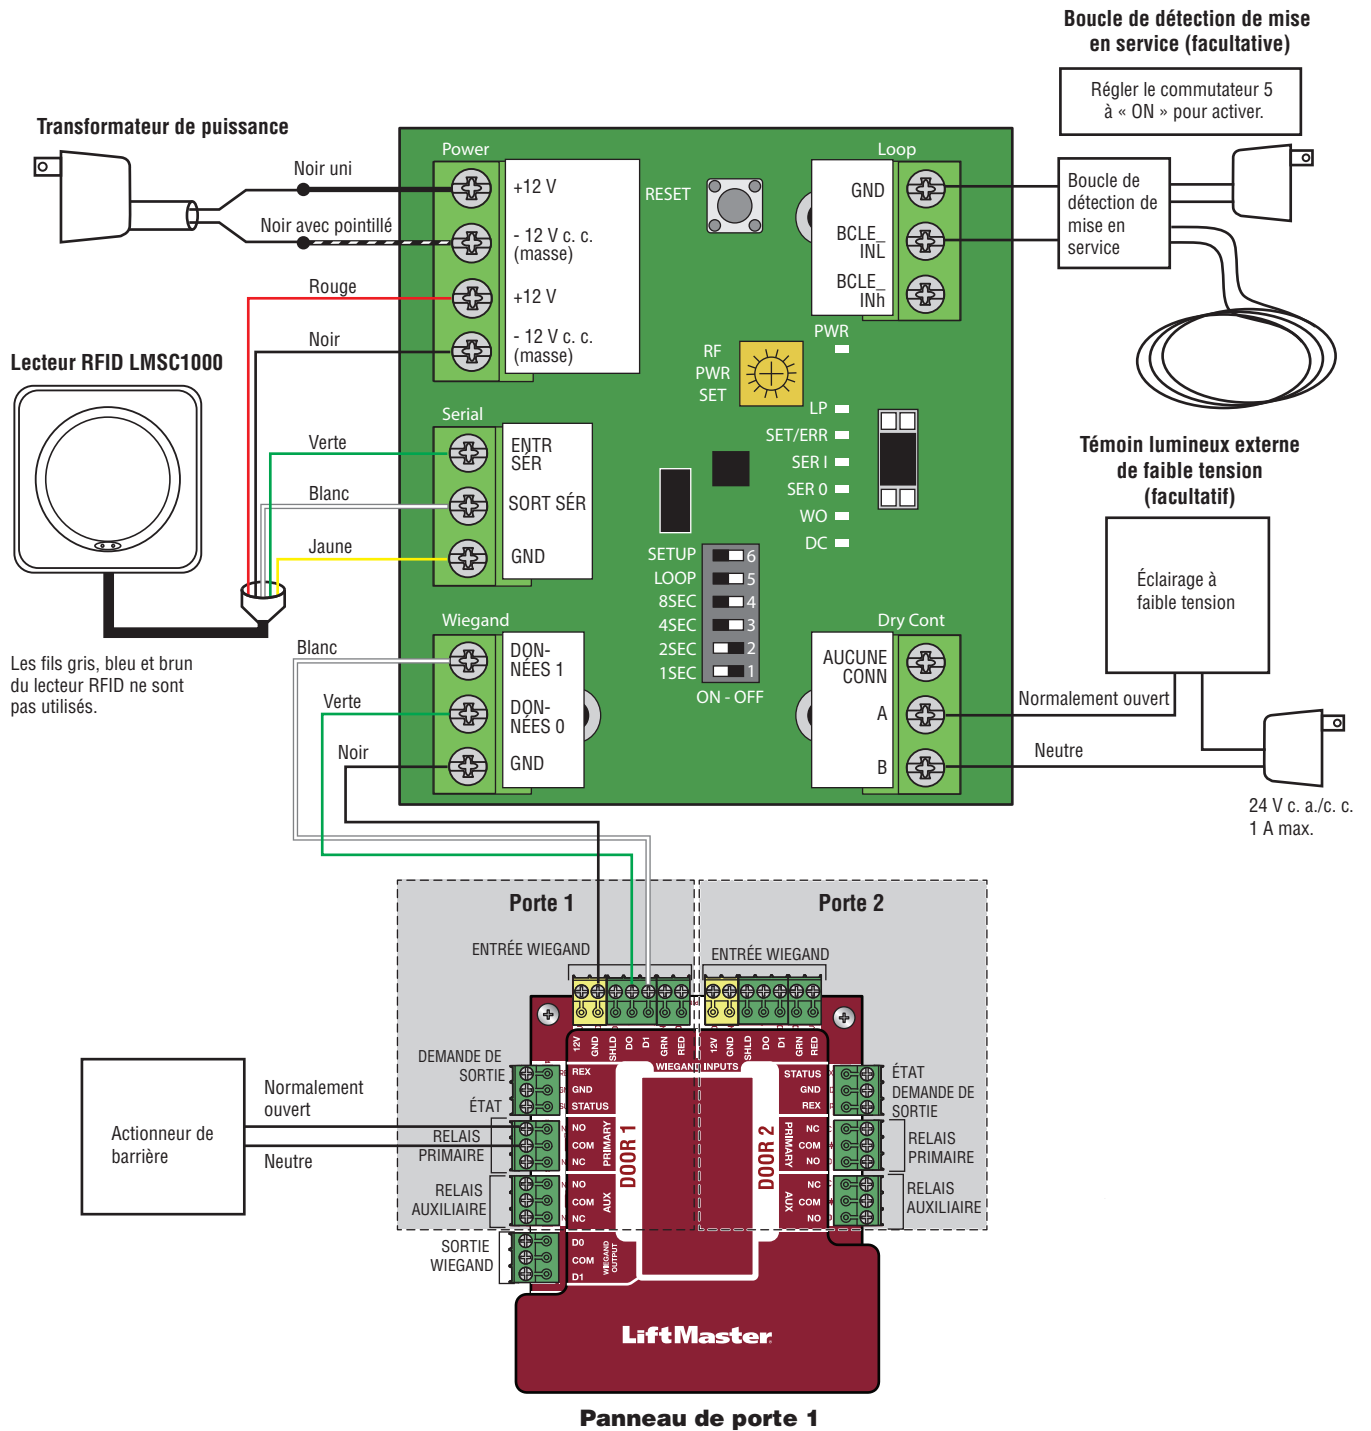 Boucle de détection de mise
en service (facultative)
Régler le commutateur 5
à « ON » pour activer.
Transformateur de puissance
Noir uni
Noir avec pointillé
Rouge
Noir
Power
+12 V
- 12 V c. c.
(masse)
+12 V
- 12 V c. c.
(masse)
RESET
Loop
GND
BCLE_
INL
BCLE_
INh
Boucle de
détection de
mise en
service
PWR
RF
PWR
SET
LP
SET/ERR
SER I
SER 0
WO
DC
Lecteur RFID LMSC1000
Les fils gris, bleu et brun
du lecteur RFID ne sont
pas utilisés.
Verte
Blanc
Jaune
Serial
ENTR
SÉR
SORT SÉR
GND
SETUP
LOOP
8SEC
4SEC
2SEC
1SEC
6
5
4
3
2
1
ON - OFF
Témoin lumineux externe
de faible tension
(facultatif)
Éclairage à
faible tension
Blanc
Verte
Noir
Wiegand
DON-
NÉES 1
DON-
NÉES 0
GND
Dry Cont
AUCUNE
CONN
A
B
Normalement ouvert
Neutre
24 V c. a./c. c.
1 A max.
Porte 1
Porte 2
ENTRÉE WIEGAND
ENTRÉE WIEGAND
12V
GND
SHLD
DO
D1
GRN
RED
12V
GND
SHLD
DO
D1
GRN
RED
WIEGAND INPUTS
DEMANDE DE
SORTIE
ÉTAT
REX
GND
STATUS
STATUS
GND
REX
ÉTAT
DEMANDE DE
SORTIE
Actionneur de
barrière
Normalement
ouvert
Neutre
RELAIS
PRIMAIRE
NO
COM
NC
PRIMARY
DOOR 1
DOOR 2
PRIMARY
NC
COM
NO
RELAIS
PRIMAIRE
RELAIS
AUXILIAIRE
NO
COM
NC
AUX
AUX
NC
COM
NO
RELAIS
AUXILIAIRE
SORTIE
WIEGAND
D0
COM
D1
WIEGAND
OUTPUT
LiftMaster
Panneau de porte 1